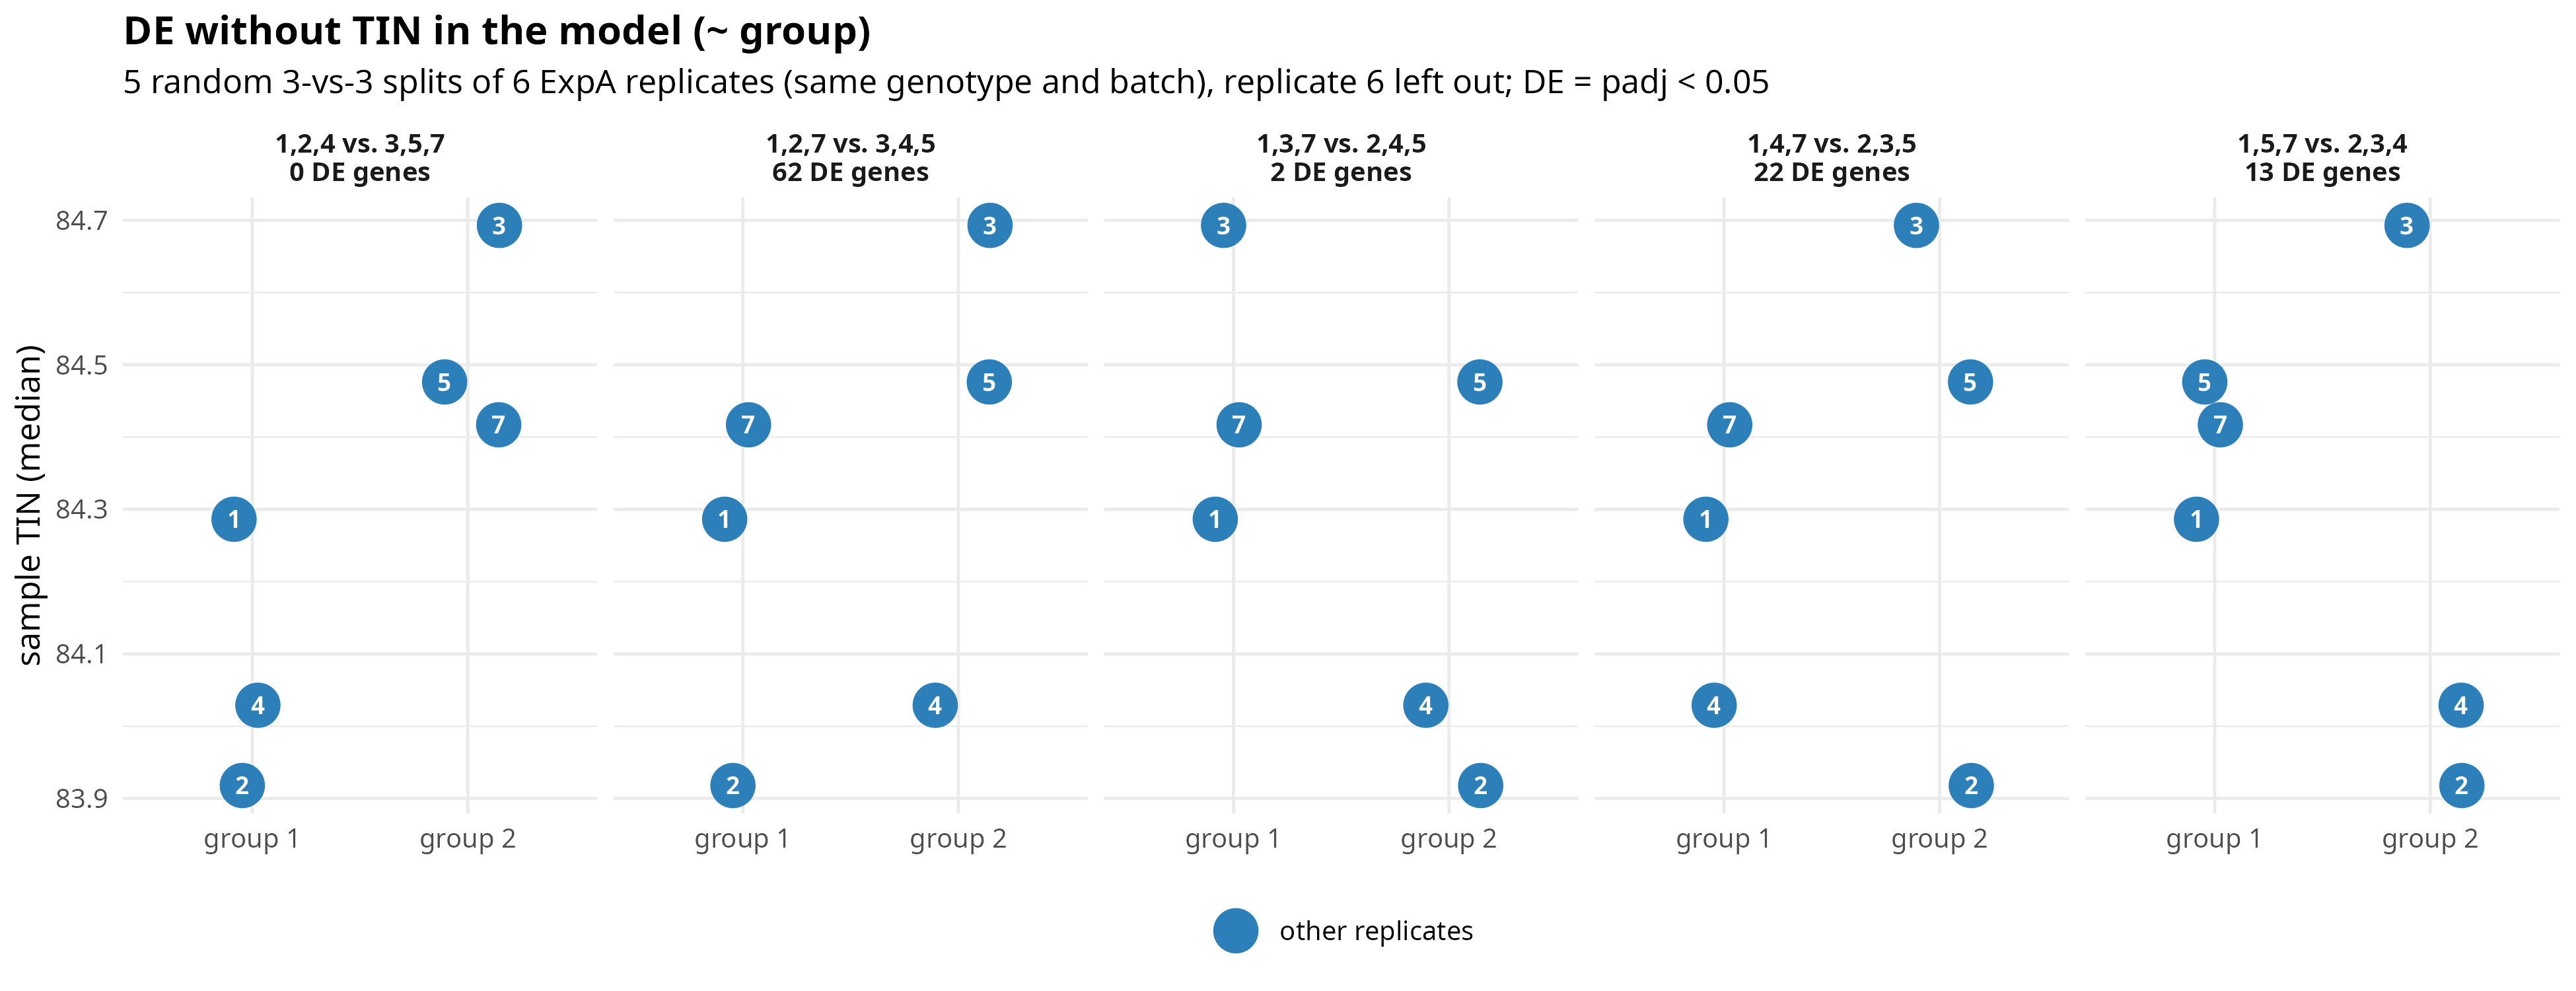 DE without TIN in the model (~ group)
5 random 3-vs-3 splits of 6 ExpA replicates (same genotype and batch), replicate 6 left out; DE = padj < 0.05
1,2,4 vs. 3,5,7
0 DE genes
1,2,7 vs. 3,4,5
62 DE genes
1,3,7 vs. 2,4,5
2 DE genes
1,4,7 vs. 2,3,5
22 DE genes
1,5,7 vs. 2,3,4
13 DE genes
sample TIN (median)
84.7
84.5
84.3
84.1
83.9
3
5
7
1
4
2
group 1
group 2
3
5
7
1
4
2
group 1
group 2
3
5
7
1
4
2
group 1
group 2
3
5
7
1
4
2
group 1
group 2
3
5
7
1
4
2
group 1
group 2
other replicates